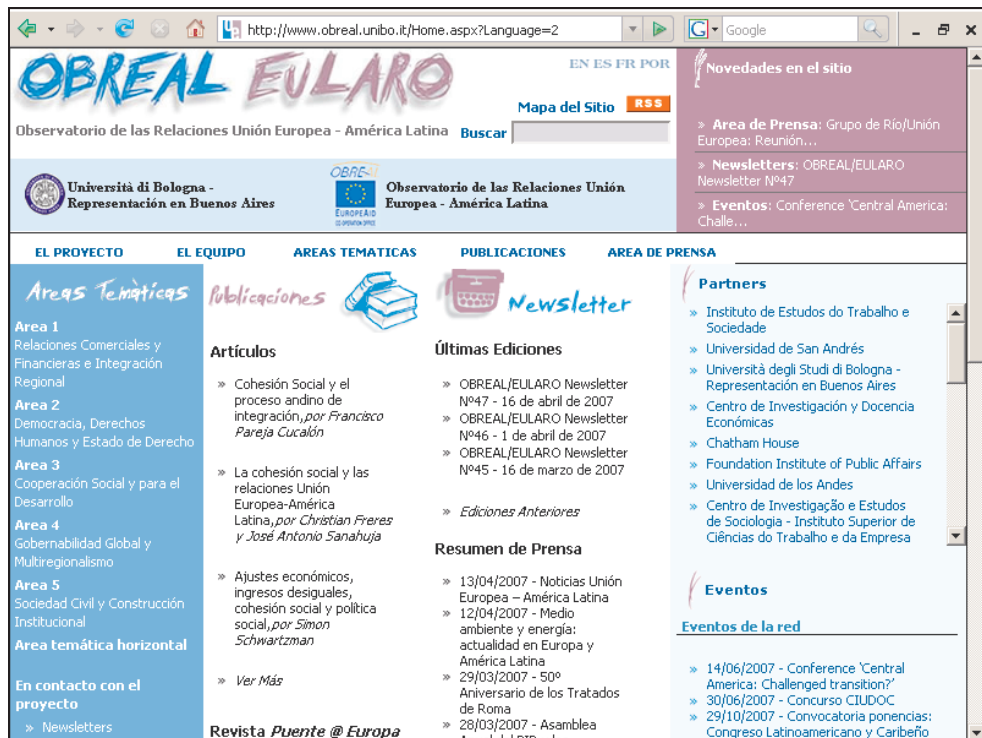 http://www.obreal.unibo.it/Home.aspx?Language=2
Google
OBREAL EULARO
EN ES FR POR
Mapa del Sitio RSS
Observatorio de las Relaciones Unión Europea - América Latina
Buscar
Novedades en el sitio
» Area de Prensa: Grupo de Río/Unión
Europea: Reunión...
» Newsletters: OBREAL/EULARO
Newsletter Nº47
» Eventos: Conference 'Central America:
Challe...
Università di Bologna -
Representación en Buenos Aires
OBRE-
EUROPEAID
CO-OPERATION OFFICE
Observatorio de las Relaciones Unión
Europea - América Latina
EL PROYECTO EL EQUIPO AREAS TEMATICAS PUBLICACIONES AREA DE PRENSA
Areas Temàticas
Area 1
Relaciones Comerciales y
Financieras e Integración
Regional
Area 2
Democracia, Derechos
Humanos y Estado de Derecho
Area 3
Cooperación Social y para el
Desarrollo
Area 4
Gobernabilidad Global y
Multiregionalismo
Area 5
Sociedad Civil y Construcción
Institucional
Area temática horizontal
En contacto con el
proyecto
» Newsletters
Publicaciones
Artículos
» Cohesión Social y el
proceso andino de
integración,por Francisco
Pareja Cucalón
» La cohesión social y las
relaciones Unión
Europea-América
Latina,por Christian Freres
y José Antonio Sanahuja
» Ajustes económicos,
ingresos desiguales,
cohesión social y política
social,por Simon
Schwartzman
» Ver Más
Revista Puente @ Europa
Newsletter
Últimas Ediciones
» OBREAL/EULARO Newsletter
Nº47 - 16 de abril de 2007
» OBREAL/EULARO Newsletter
Nº46 - 1 de abril de 2007
» OBREAL/EULARO Newsletter
Nº45 - 16 de marzo de 2007
» Ediciones Anteriores
Resumen de Prensa
» 13/04/2007 - Noticias Unión
Europea – América Latina
» 12/04/2007 - Medio
ambiente y energía:
actualidad en Europa y
América Latina
» 29/03/2007 - 50º
Aniversario de los Tratados
de Roma
» 28/03/2007 - Asamblea
Partners
» Instituto de Estudos do Trabalho e
Sociedade
» Universidad de San Andrés
» Università degli Studi di Bologna -
Representación en Buenos Aires
» Centro de Investigación y Docencia
Económicas
» Chatham House
» Foundation Institute of Public Affairs
» Universidad de los Andes
» Centro de Investigação e Estudos
de Sociologia - Instituto Superior de
Ciências do Trabalho e da Empresa
Eventos
Eventos de la red
» 14/06/2007 - Conference 'Central
America: Challenged transition?'
» 30/06/2007 - Concurso CIUDOC
» 29/10/2007 - Convocatoria ponencias:
Congreso Latinoamericano y Caribeño